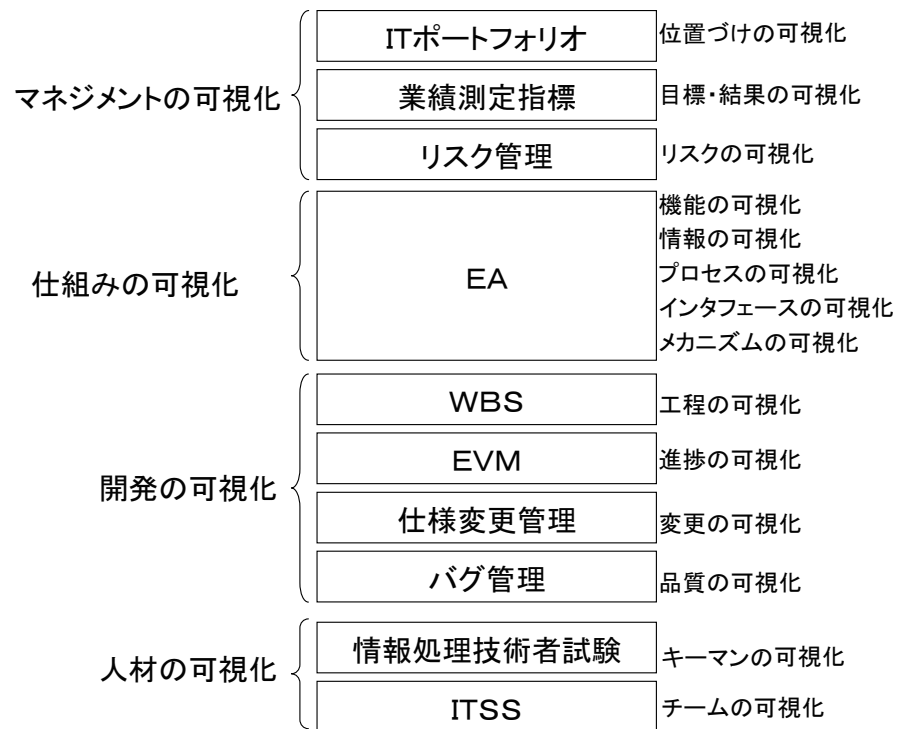 マネジメントの可視化
ITポートフォリオ
位置づけの可視化
業績測定指標
目標・結果の可視化
リスク管理
リスクの可視化
仕組みの可視化
EA
機能の可視化
情報の可視化
プロセスの可視化
インタフェースの可視化
メカニズムの可視化
開発の可視化
WBS
工程の可視化
EVM
進捗の可視化
仕様変更管理
変更の可視化
バグ管理
品質の可視化
人材の可視化
情報処理技術者試験
キーマンの可視化
ITSS
チームの可視化